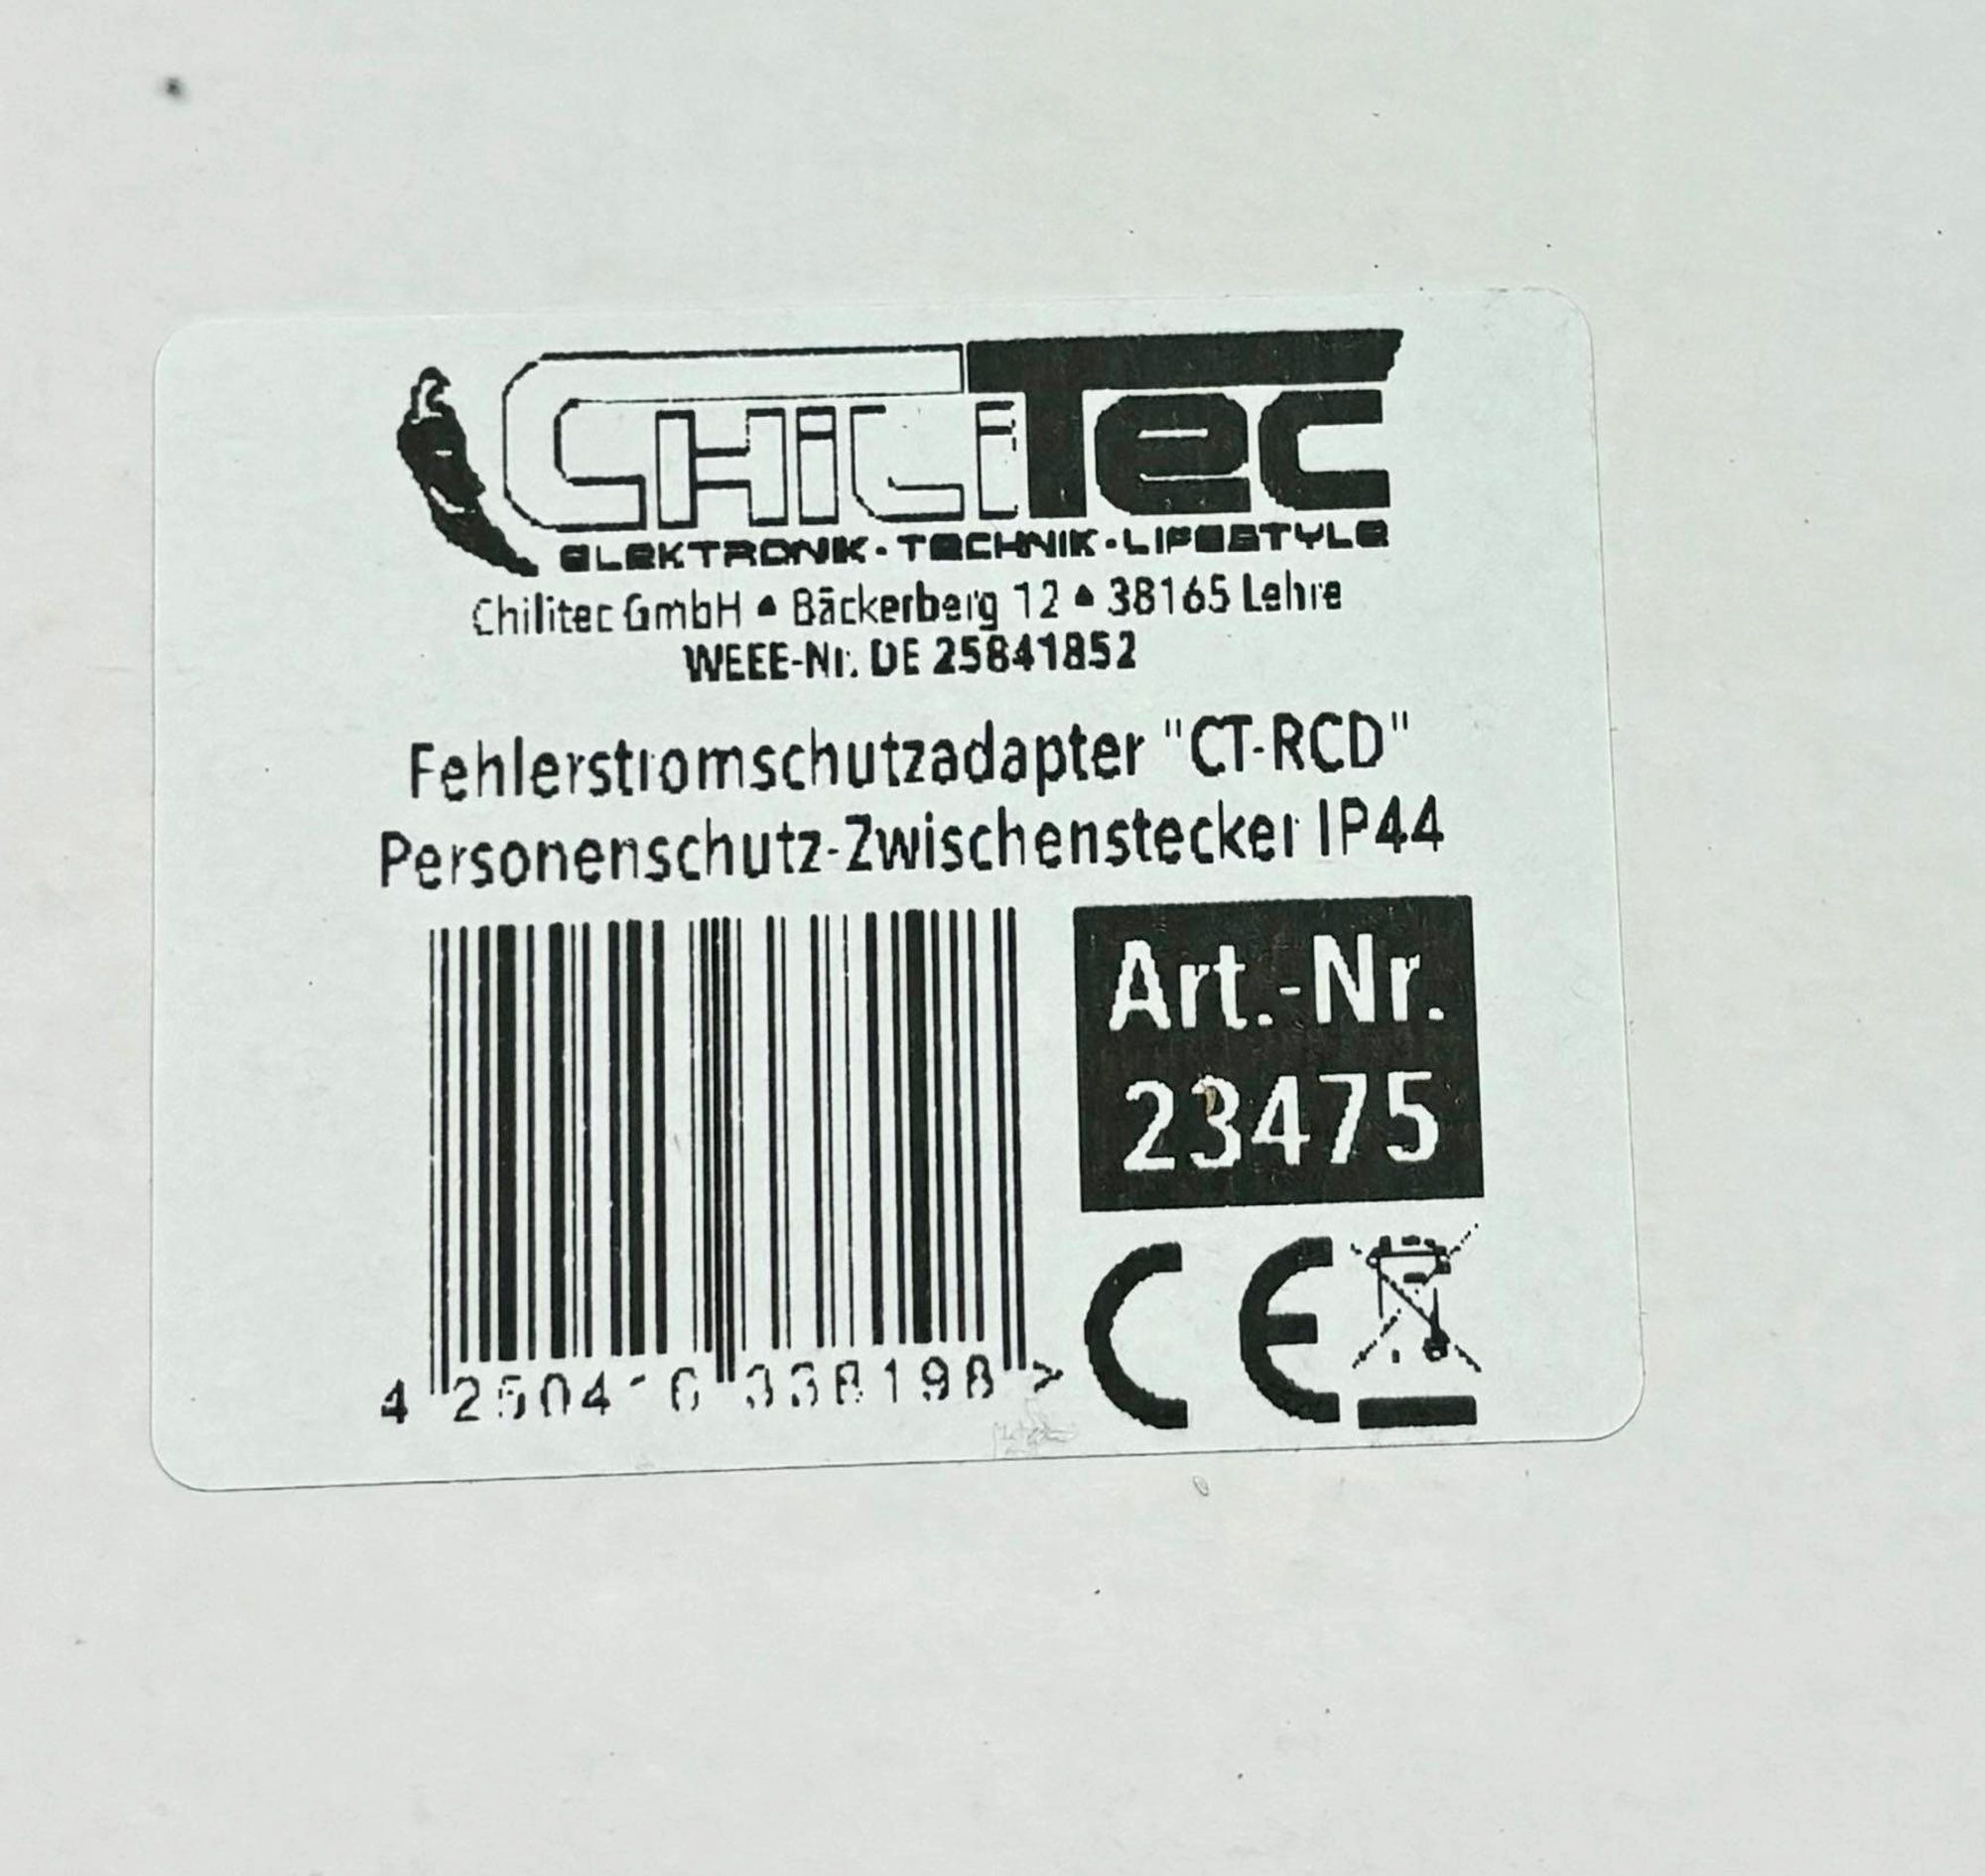 CHiLiTec
ELEKTRONIK·TECHNIK·LIFESTYLE
Chilitec GmbH • Bäckerberg 12 • 38165 Lehre
WEEE-Nr. DE 25841852
Fehlerstromschutzadapter "CT-RCD"
Personenschutz-Zwischenstecker IP44
Art.-Nr.
23475
CE
4 250416 338198 >